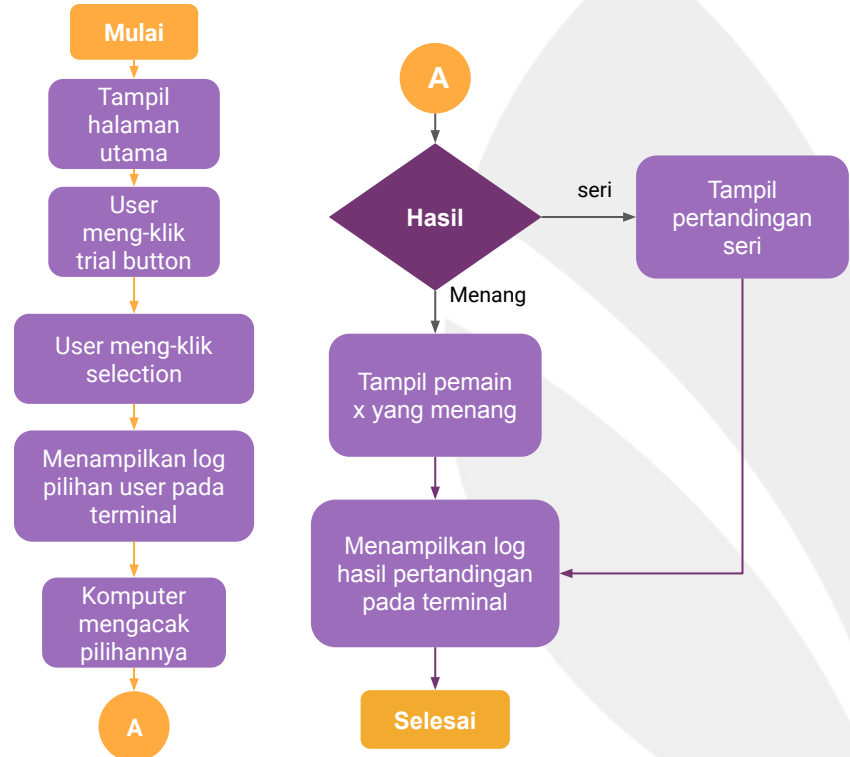 Mulai
Tampil
halaman
utama
User
meng-klik
trial button
User meng-klik
selection
Menampilkan log
pilihan user pada
terminal
Komputer
mengacak
pilihannya
A
A
Hasil
seri
Tampil
pertandingan
seri
Menang
Tampil pemain
x yang menang
Menampilkan log
hasil pertandingan
pada terminal
Selesai